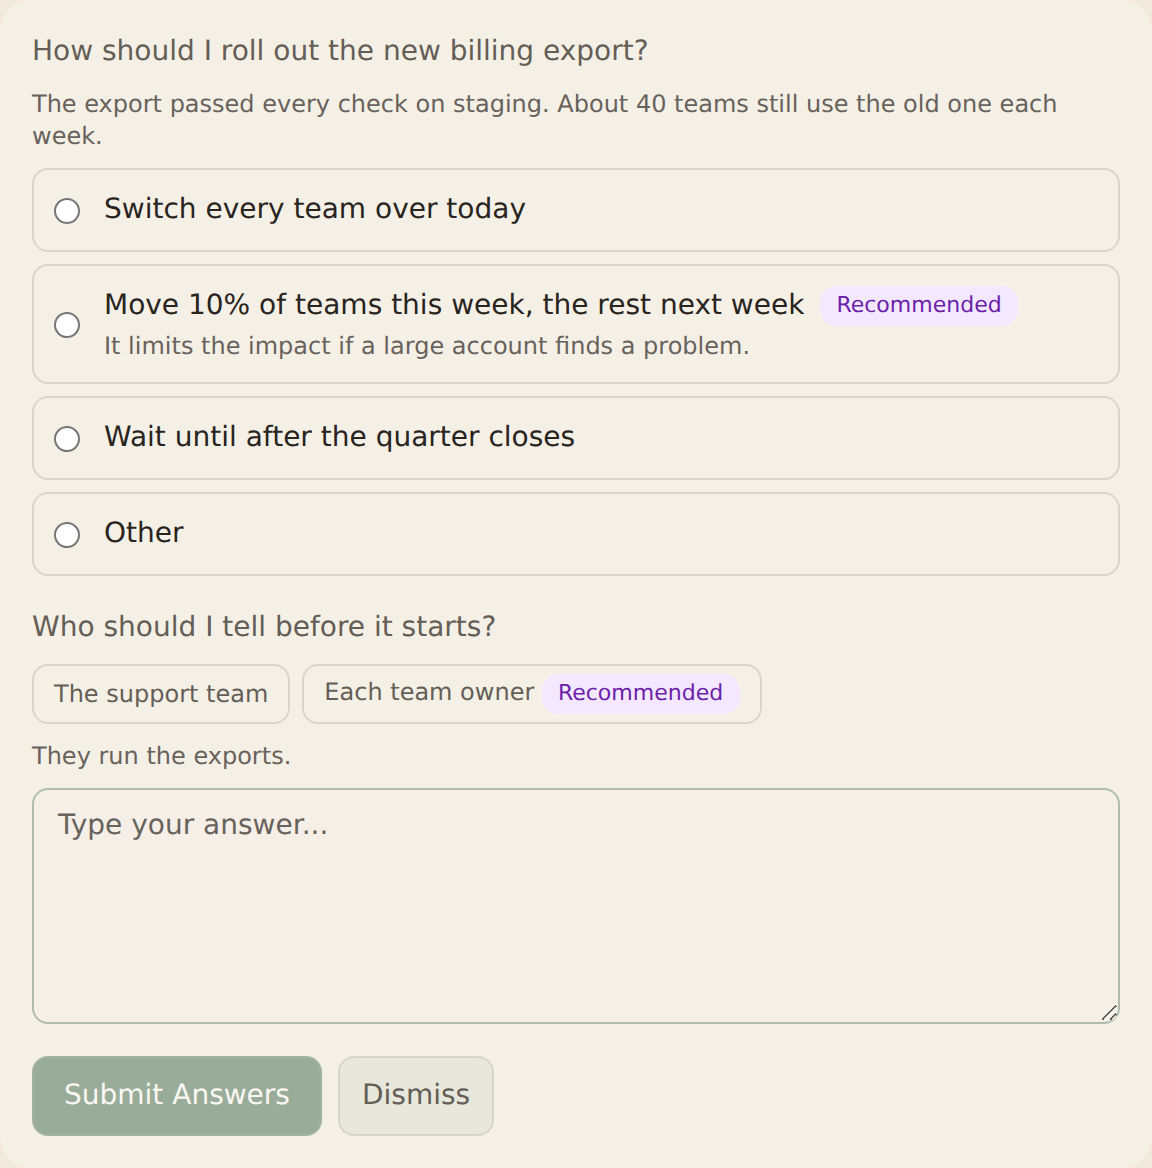 How should I roll out the new billing export?
The export passed every check on staging. About 40 teams still use the old one each
week.
Switch every team over today
Move 10% of teams this week, the rest next week Recommended
It limits the impact if a large account finds a problem.
Wait until after the quarter closes
Other
Who should I tell before it starts?
The support team
Each team owner Recommended
They run the exports.
Type your answer...
Submit Answers
Dismiss